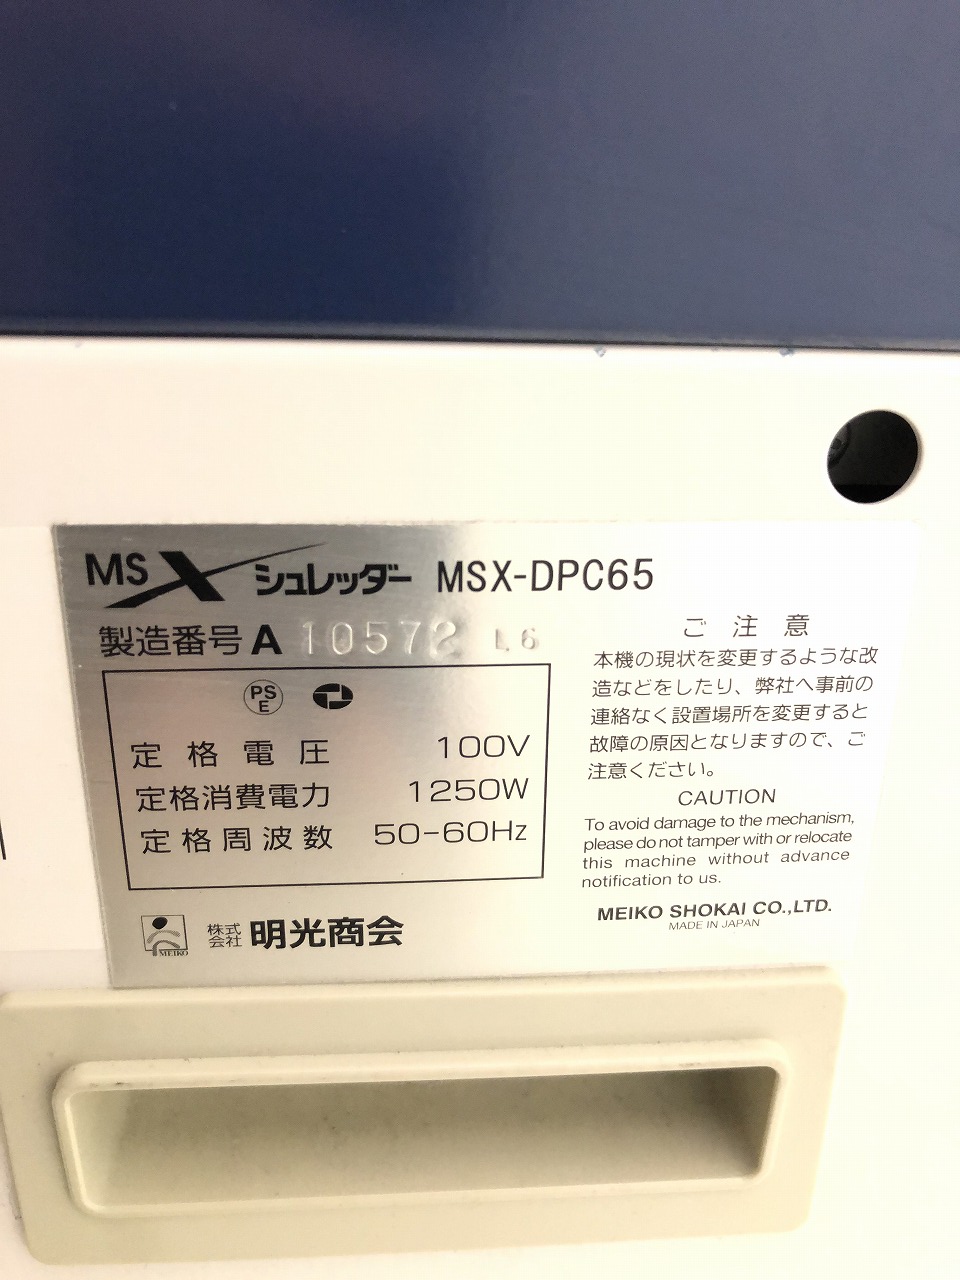 MSX シュレッダー MSX-DPC65
製造番号 A 10572 L6
PS
E
定格電圧 100V
定格消費電力 1250W
定格周波数 50-60Hz
MEIKO
株式
会社 明光商会
ご注意
本機の現状を変更するような改
造などをしたり、弊社へ事前の
連絡なく設置場所を変更すると
故障の原因となりますので、ご
注意ください。
CAUTION
To avoid damage to the mechanism,
please do not tamper with or relocate
this machine without advance
notification to us.
MEIKO SHOKAI CO.,LTD.
MADE IN JAPAN